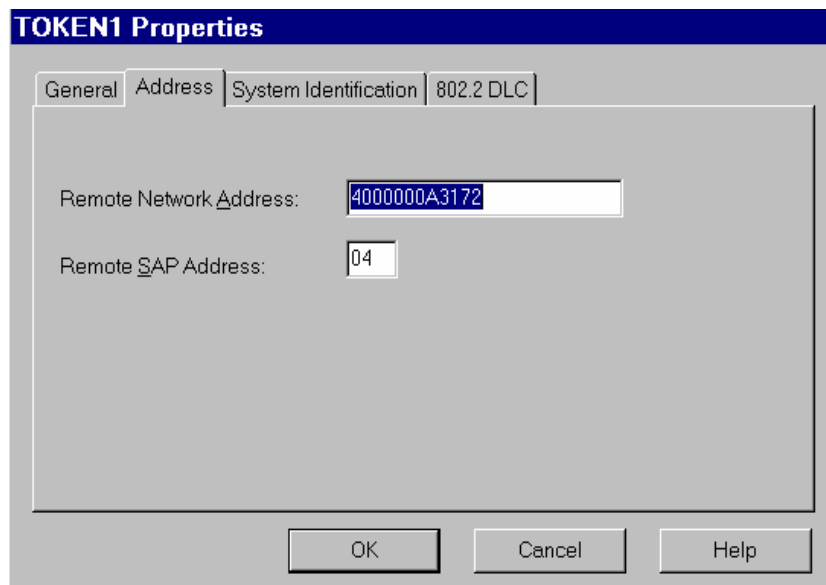 TOKEN1 Properties
General Address System Identification 802.2 DLC
Remote Network Address: 4000000A3172
Remote SAP Address: 04
OK Cancel Help